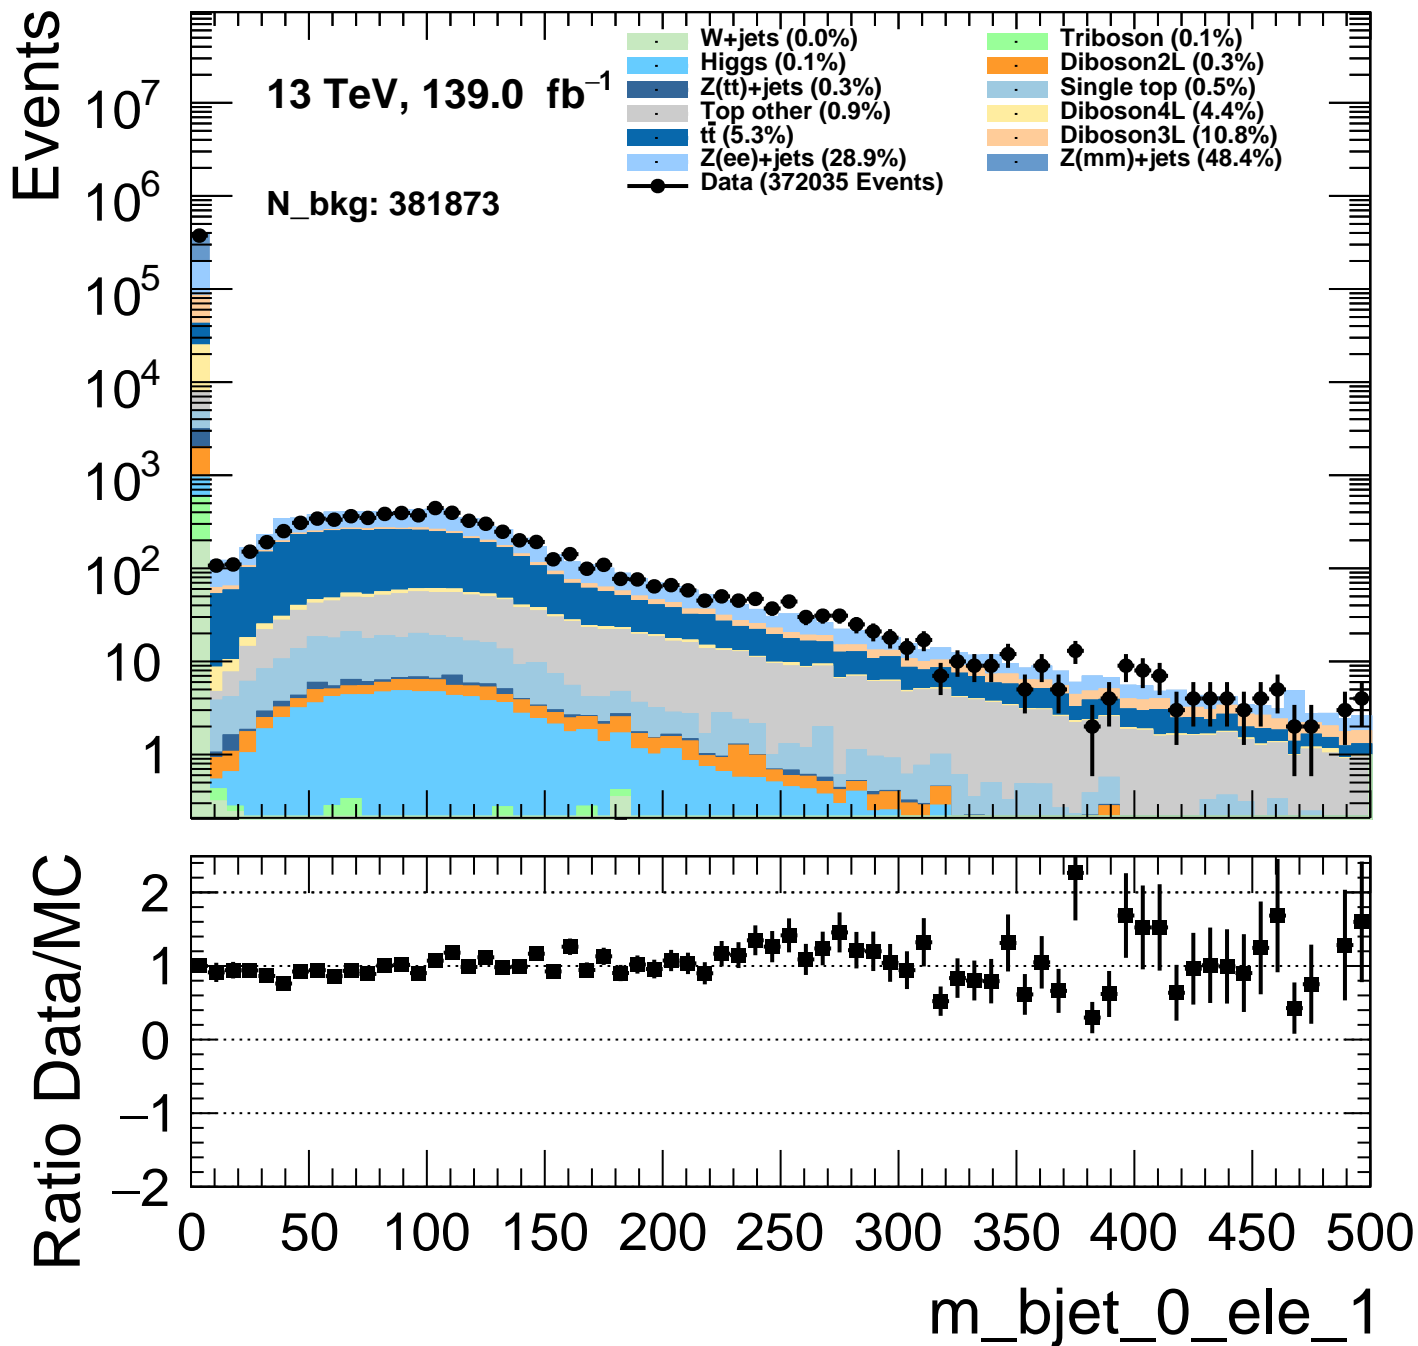 Events
13 TeV, 139.0 fb⁻¹
N_bkg: 381873
W+jets (0.0%)
Higgs (0.1%)
Z(tt)+jets (0.3%)
Top other (0.9%)
tt̄ (5.3%)
Z(ee)+jets (28.9%)
Data (372035 Events)
Triboson (0.1%)
Diboson2L (0.3%)
Single top (0.5%)
Diboson4L (4.4%)
Diboson3L (10.8%)
Z(mm)+jets (48.4%)
10⁷
10⁶
10⁵
10⁴
10³
10²
10
1
Ratio Data/MC
2
1
0
−1
−2
0 50 100 150 200 250 300 350 400 450 500
m_bjet_0_ele_1